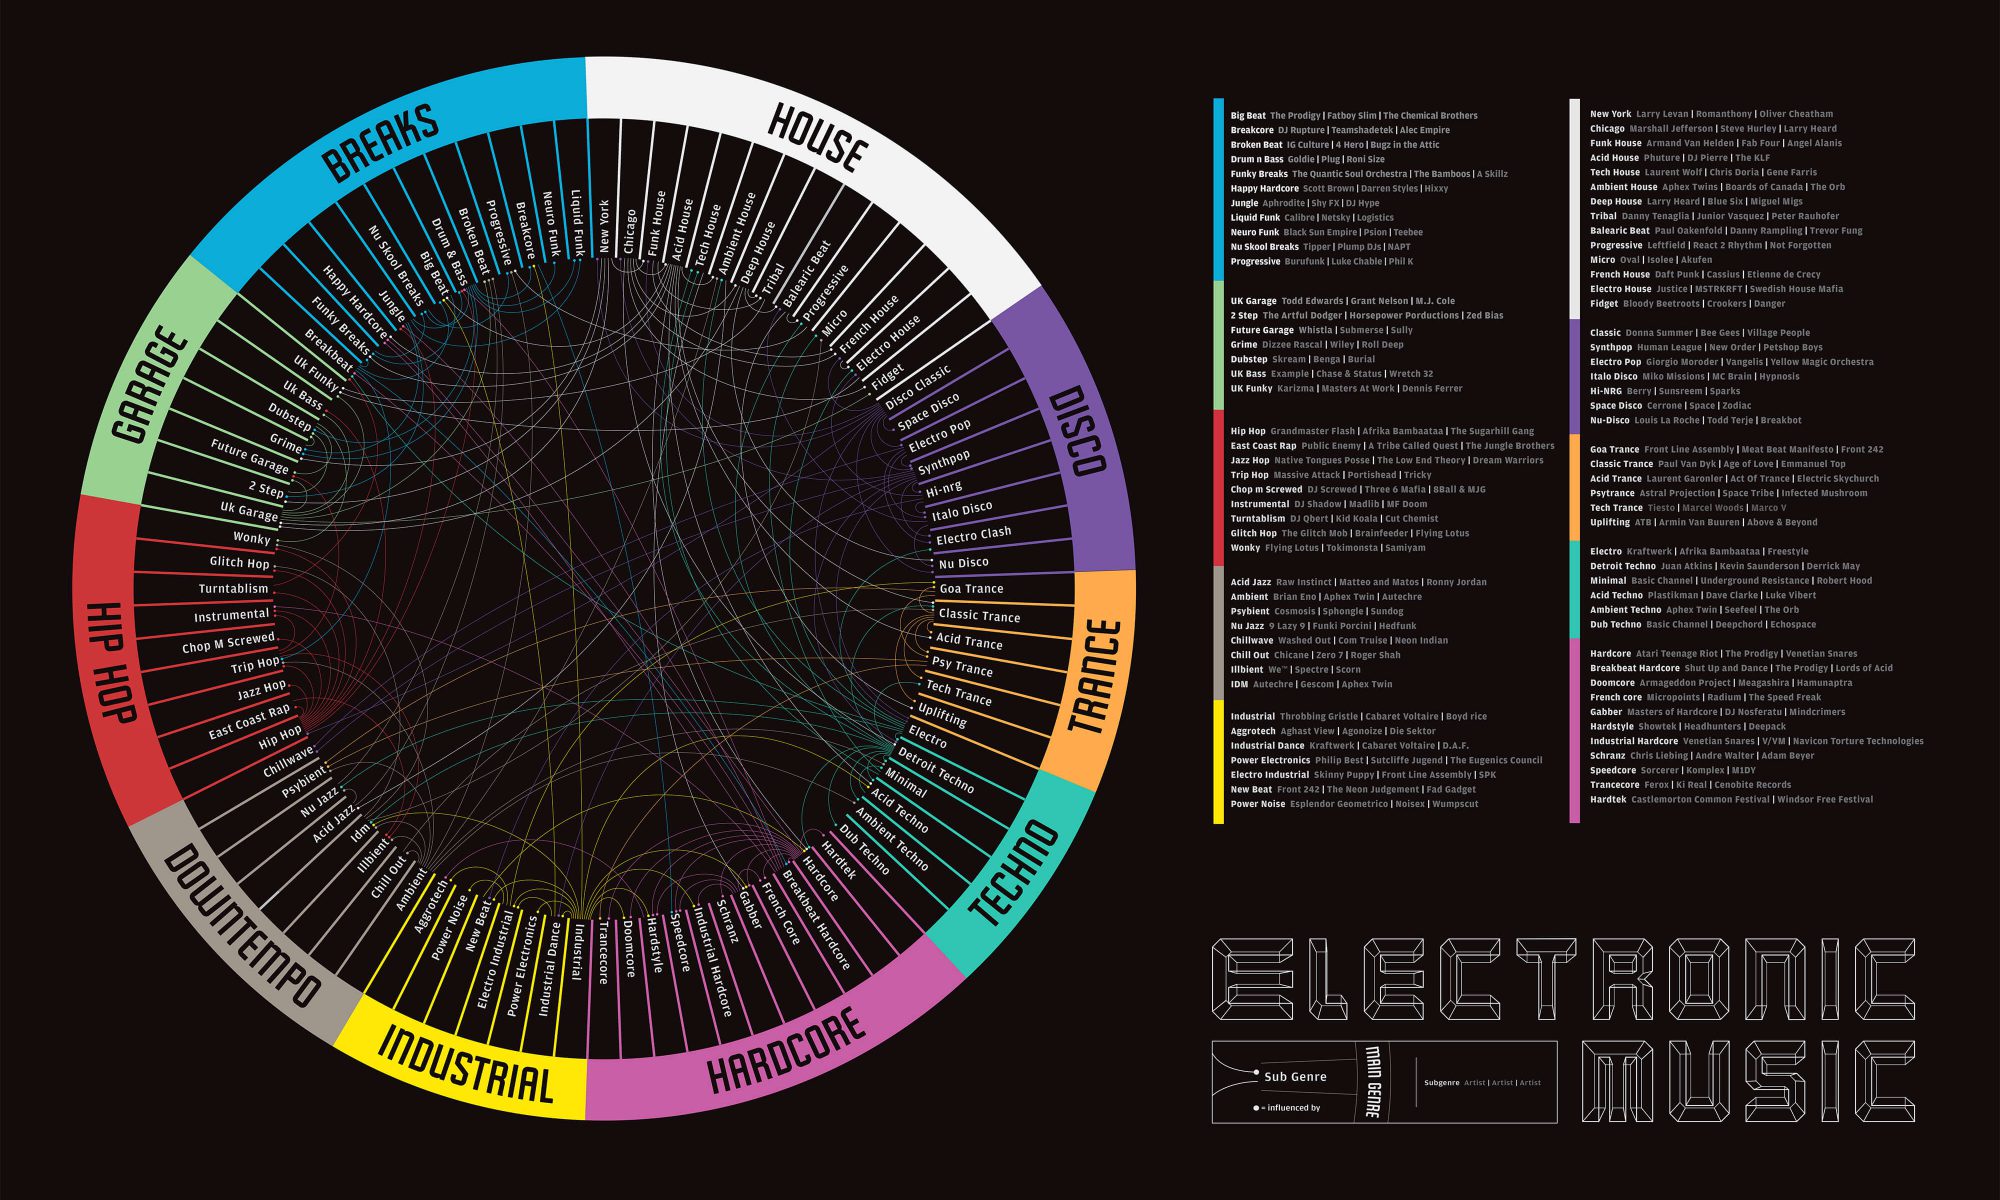 BREAKS
HOUSE
DISCO
TRANCE
TECHNO
HARDCORE
INDUSTRIAL
DOWNTEMPO
HIP HOP
GARAGE
New York
Chicago
Funk House
Acid House
Tech House
Ambient House
Deep House
Tribal
Balearic Beat
Progressive
Micro
French House
Electro House
Fidget
Disco Classic
Space Disco
Electro Pop
Synthpop
Hi-nrg
Italo Disco
Electro Clash
Nu Disco
Goa Trance
Classic Trance
Acid Trance
Psy Trance
Tech Trance
Uplifting
Electro
Detroit Techno
Minimal
Acid Techno
Ambient Techno
Dub Techno
Hardtek
Hardcore
Breakbeat Hardcore
French Core
Gabber
Schranz
Industrial Hardcore
Speedcore
Hardstyle
Doomcore
Trancecore
Industrial
Industrial Dance
Power Electronics
Electro Industrial
New Beat
Power Noise
Aggrotech
Ambient
Chill Out
Illbient
Idm
Acid Jazz
Nu Jazz
Psybient
Chillwave
Hip Hop
East Coast Rap
Jazz Hop
Trip Hop
Chop M Screwed
Instrumental
Turntablism
Glitch Hop
Wonky
Uk Garage
2 Step
Future Garage
Grime
Dubstep
Uk Bass
Uk Funky
Breakbeat
Funky Breaks
Happy Hardcore
Jungle
Nu Skool Breaks
Big Beat
Drum & Bass
Broken Beat
Progressive
Breakcore
Neuro Funk
Liquid Funk
Big Beat The Prodigy | Fatboy Slim | The Chemical Brothers
Breakcore DJ Rupture | Teamshadetek | Alec Empire
Broken Beat IG Culture | 4 Hero | Bugz in the Attic
Drum n Bass Goldie | Plug | Roni Size
Funky Breaks The Quantic Soul Orchestra | The Bamboos | A Skillz
Happy Hardcore Scott Brown | Darren Styles | Hixxy
Jungle Aphrodite | Shy FX | DJ Hype
Liquid Funk Calibre | Netsky | Logistics
Neuro Funk Black Sun Empire | Psion | Teebee
Nu Skool Breaks Tipper | Plump DJs | NAPT
Progressive Burufunk | Luke Chable | Phil K
UK Garage Todd Edwards | Grant Nelson | M.J. Cole
2 Step The Artful Dodger | Horsepower Porductions | Zed Bias
Future Garage Whistla | Submerse | Sully
Grime Dizzee Rascal | Wiley | Roll Deep
Dubstep Skream | Benga | Burial
UK Bass Example | Chase & Status | Wretch 32
UK Funky Karizma | Masters At Work | Dennis Ferrer
Hip Hop Grandmaster Flash | Afrika Bambaataa | The Sugarhill Gang
East Coast Rap Public Enemy | A Tribe Called Quest | The Jungle Brothers
Jazz Hop Native Tongues Posse | The Low End Theory | Dream Warriors
Trip Hop Massive Attack | Portishead | Tricky
Chop m Screwed DJ Screwed | Three 6 Mafia | 8Ball & MJG
Instrumental DJ Shadow | Madlib | MF Doom
Turntablism DJ Qbert | Kid Koala | Cut Chemist
Glitch Hop The Glitch Mob | Brainfeeder | Flying Lotus
Wonky Flying Lotus | Tokimonsta | Samiyam
Acid Jazz Raw Instinct | Matteo and Matos | Ronny Jordan
Ambient Brian Eno | Aphex Twin | Autechre
Psybient Cosmosis | Sphongle | Sundog
Nu Jazz 9 Lazy 9 | Funki Porcini | Hedfunk
Chillwave Washed Out | Com Truise | Neon Indian
Chill Out Chicane | Zero 7 | Roger Shah
Illbient We™ | Spectre | Scorn
IDM Autechre | Gescom | Aphex Twin
Industrial Throbbing Gristle | Cabaret Voltaire | Boyd rice
Aggrotech Aghast View | Agonoize | Die Sektor
Industrial Dance Kraftwerk | Cabaret Voltaire | D.A.F.
Power Electronics Philip Best | Sutcliffe Jugend | The Eugenics Council
Electro Industrial Skinny Puppy | Front Line Assembly | SPK
New Beat Front 242 | The Neon Judgement | Fad Gadget
Power Noise Esplendor Geometrico | Noisex | Wumpscut
New York Larry Levan | Romanthony | Oliver Cheatham
Chicago Marshall Jefferson | Steve Hurley | Larry Heard
Funk House Armand Van Helden | Fab Four | Angel Alanis
Acid House Phuture | DJ Pierre | The KLF
Tech House Laurent Wolf | Chris Doria | Gene Farris
Ambient House Aphex Twins | Boards of Canada | The Orb
Deep House Larry Heard | Blue Six | Miguel Migs
Tribal Danny Tenaglia | Junior Vasquez | Peter Rauhofer
Balearic Beat Paul Oakenfold | Danny Rampling | Trevor Fung
Progressive Leftfield | React 2 Rhythm | Not Forgotten
Micro Oval | Isolee | Akufen
French House Daft Punk | Cassius | Etienne de Crecy
Electro House Justice | MSTRKRFT | Swedish House Mafia
Fidget Bloody Beetroots | Crookers | Danger
Classic Donna Summer | Bee Gees | Village People
Synthpop Human League | New Order | Petshop Boys
Electro Pop Giorgio Moroder | Vangelis | Yellow Magic Orchestra
Italo Disco Miko Missions | MC Brain | Hypnosis
Hi-NRG Berry | Sunsreem | Sparks
Space Disco Cerrone | Space | Zodiac
Nu-Disco Louis La Roche | Todd Terje | Breakbot
Goa Trance Front Line Assembly | Meat Beat Manifesto | Front 242
Classic Trance Paul Van Dyk | Age of Love | Emmanuel Top
Acid Trance Laurent Garonler | Act Of Trance | Electric Skychurch
Psytrance Astral Projection | Space Tribe | Infected Mushroom
Tech Trance Tiesto | Marcel Woods | Marco V
Uplifting ATB | Armin Van Buuren | Above & Beyond
Electro Kraftwerk | Afrika Bambaataa | Freestyle
Detroit Techno Juan Atkins | Kevin Saunderson | Derrick May
Minimal Basic Channel | Underground Resistance | Robert Hood
Acid Techno Plastikman | Dave Clarke | Luke Vibert
Ambient Techno Aphex Twin | Seefeel | The Orb
Dub Techno Basic Channel | Deepchord | Echospace
Hardcore Atari Teenage Riot | The Prodigy | Venetian Snares
Breakbeat Hardcore Shut Up and Dance | The Prodigy | Lords of Acid
Doomcore Armageddon Project | Meagashira | Hamunaptra
French core Micropoints | Radium | The Speed Freak
Gabber Masters of Hardcore | DJ Nosferatu | Mindcrimers
Hardstyle Showtek | Headhunters | Deepack
Industrial Hardcore Venetian Snares | V/VM | Navicon Torture Technologies
Schranz Chris Liebing | Andre Walter | Adam Beyer
Speedcore Sorcerer | Komplex | M1DY
Trancecore Ferox | Ki Real | Cenobite Records
Hardtek Castlemorton Common Festival | Windsor Free Festival
ELECTRONIC
MUSIC
Sub Genre
= influenced by
MAIN GENRE
Subgenre Artist | Artist | Artist